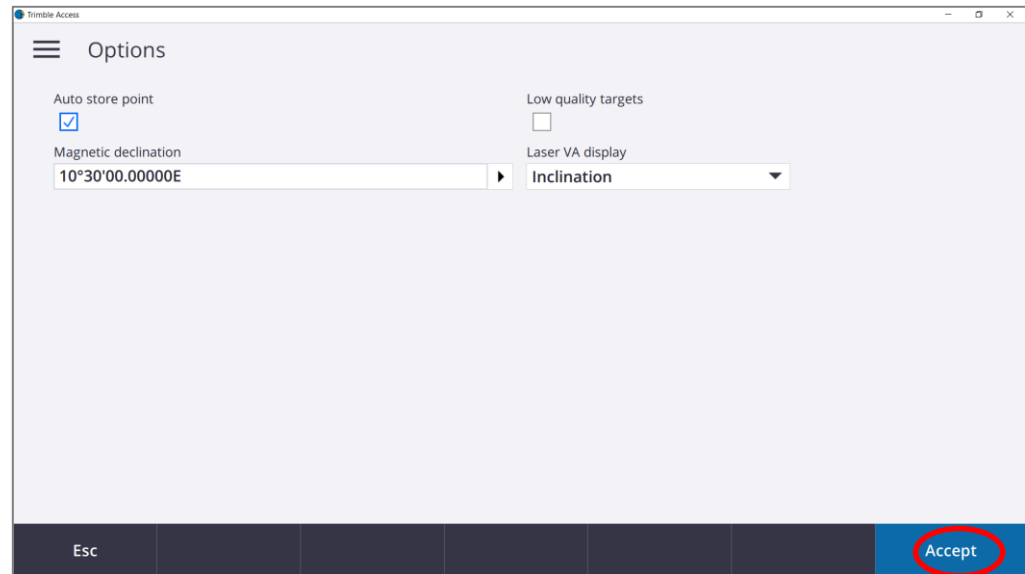 Trimble Access
Options
Auto store point
Low quality targets
Magnetic declination
Laser VA display
10°30'00.00000E
Inclination
Esc
Accept